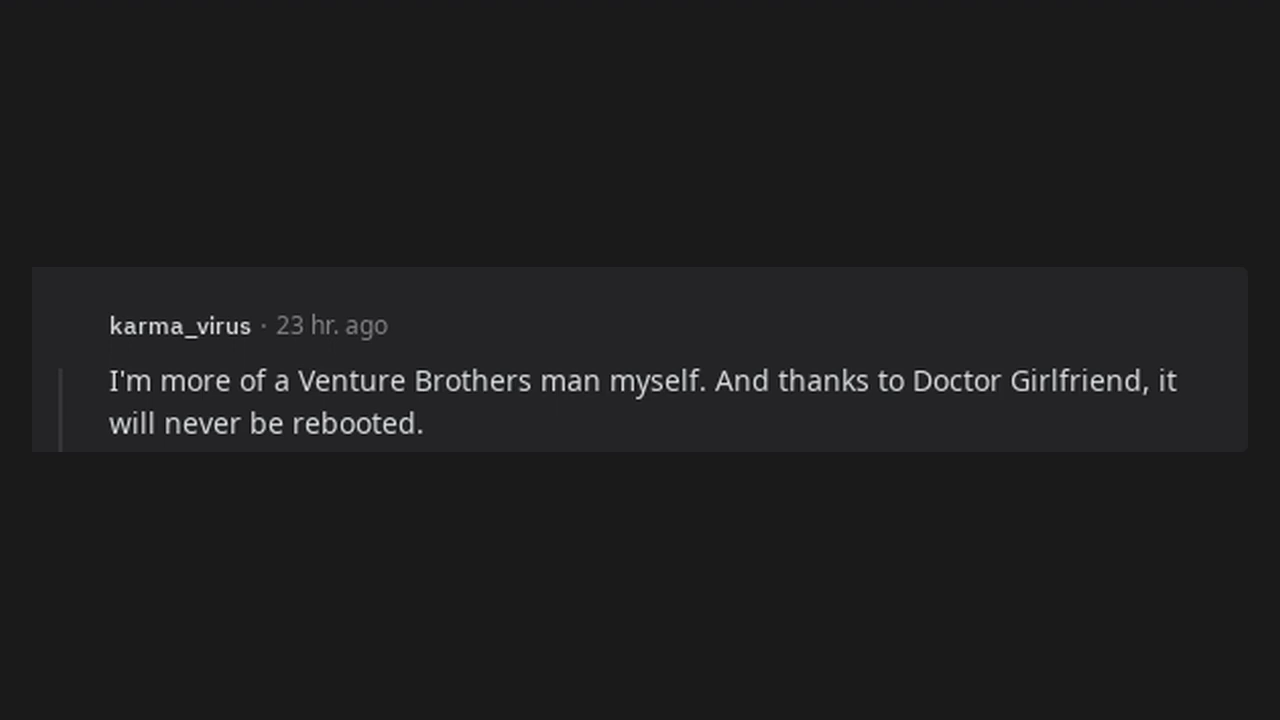 karma_virus · 23 hr. ago
I'm more of a Venture Brothers man myself. And thanks to Doctor Girlfriend, it
will never be rebooted.